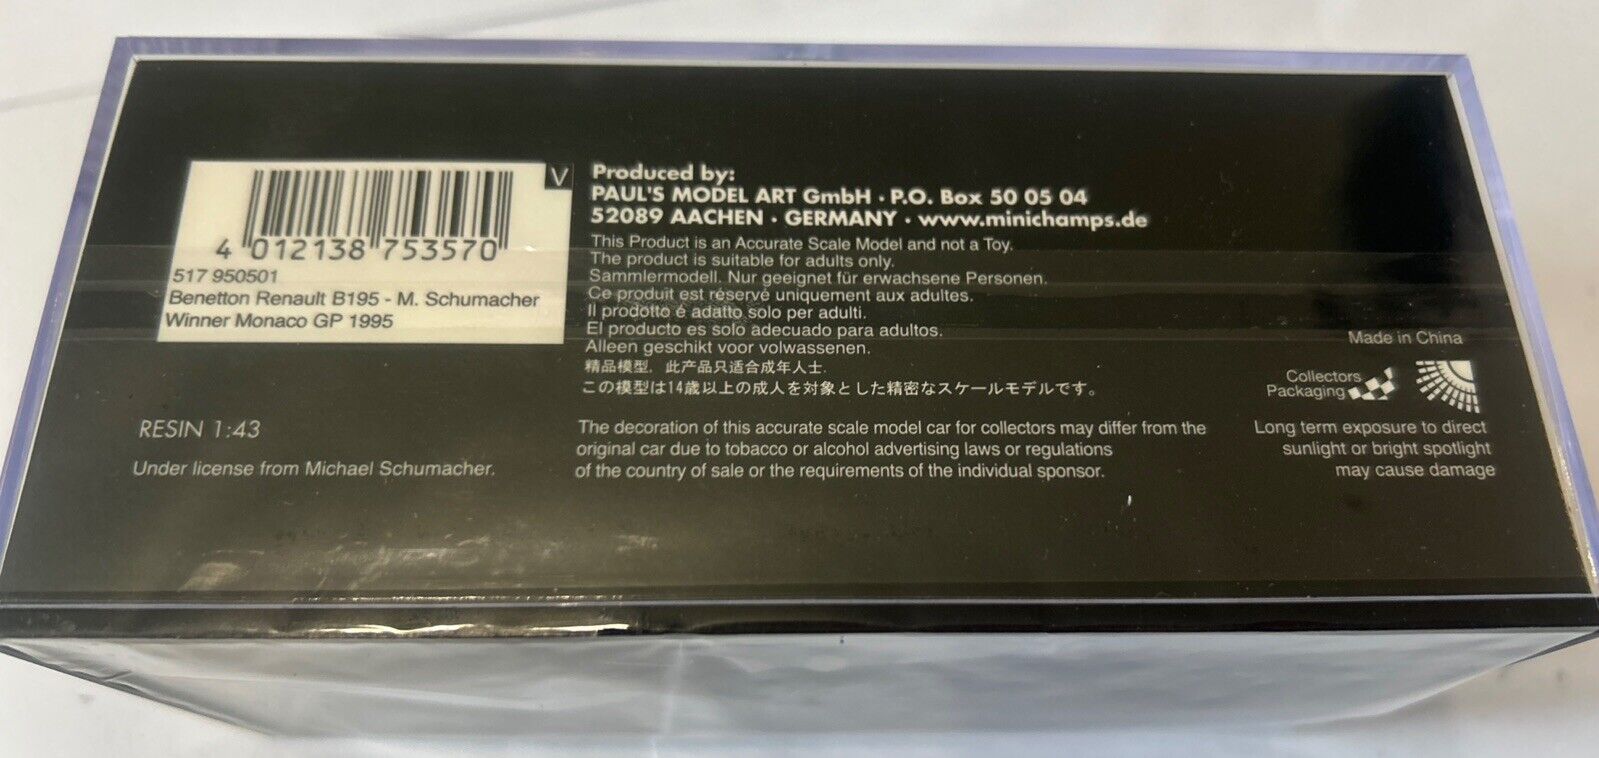 V
4 012138 753570
517 950501
Benetton Renault B195 - M. Schumacher
Winner Monaco GP 1995
RESIN 1:43
Under license from Michael Schumacher.
Produced by:
PAUL'S MODEL ART GmbH · P.O. Box 50 05 04
52089 AACHEN · GERMANY · www.minichamps.de
This Product is an Accurate Scale Model and not a Toy.
The product is suitable for adults only.
Sammlermodell. Nur geeignet für erwachsene Personen.
Ce produit est réservé uniquement aux adultes.
Il prodotto é adatto solo per adulti.
El producto es solo adecuado para adultos.
Alleen geschikt voor volwassenen.
精品模型, 此产品只适合成年人士.
この模型は14歳以上の成人を対象とした精密なスケールモデルです。
The decoration of this accurate scale model car for collectors may differ from the
original car due to tobacco or alcohol advertising laws or regulations
of the country of sale or the requirements of the individual sponsor.
Made in China
Collectors
Packaging
Long term exposure to direct
sunlight or bright spotlight
may cause damage